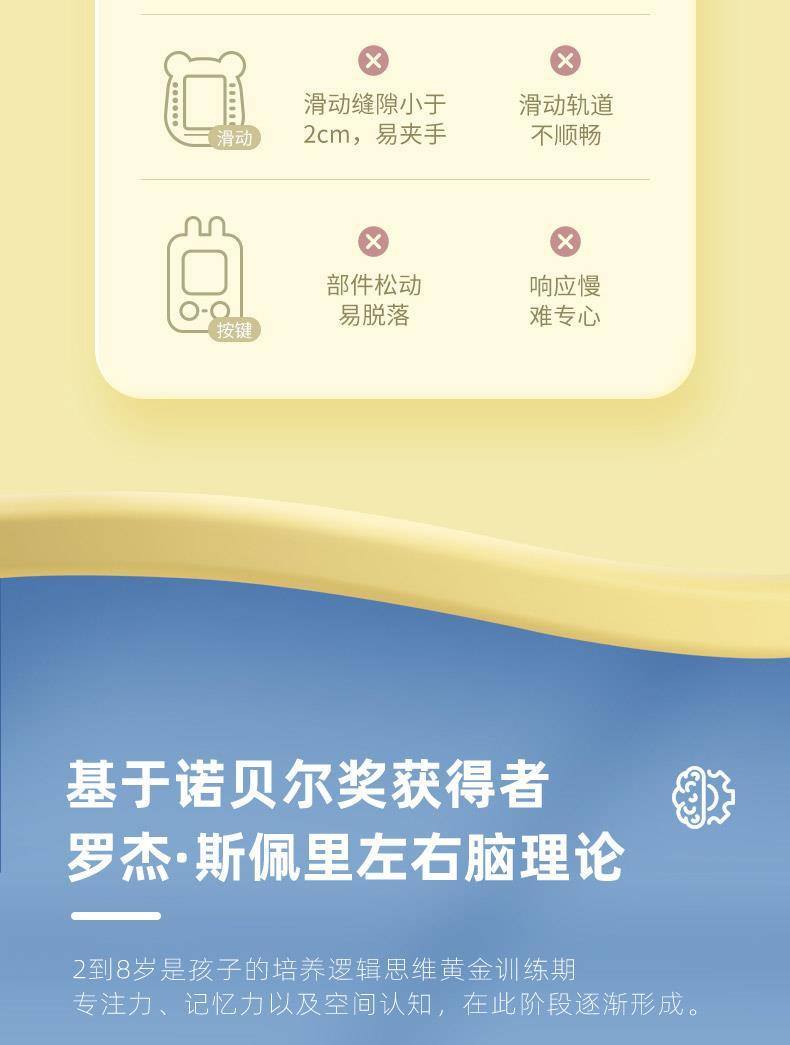 滑动
滑动缝隙小于
2cm，易夹手
滑动轨道
不顺畅
按键
部件松动
易脱落
响应慢
难专心
基于诺贝尔奖获得者
罗杰·斯佩里左右脑理论
2到8岁是孩子的培养逻辑思维黄金训练期
专注力、记忆力以及空间认知，在此阶段逐渐形成。